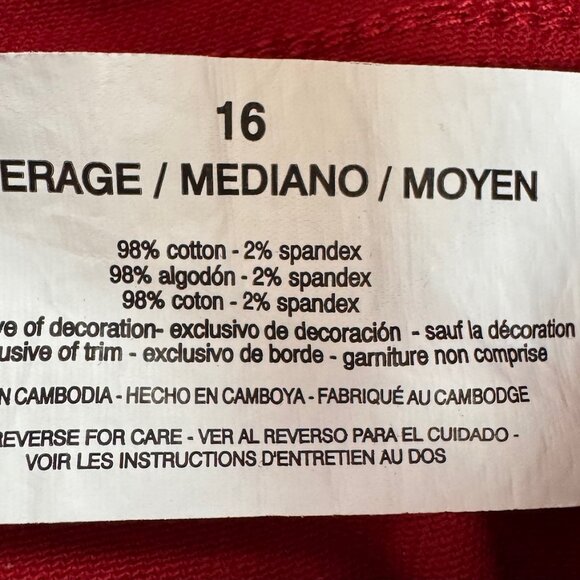 16
ERAGE / MEDIANO / MOYEN
98% cotton - 2% spandex
98% algodón - 2% spandex
98% coton - 2% spandex
ve of decoration- exclusivo de decoración - sauf la décoration
usive of trim - exclusivo de borde - garniture non comprise
N CAMBODIA - HECHO EN CAMBOYA - FABRIQUÉ AU CAMBODGE
REVERSE FOR CARE - VER AL REVERSO PARA EL CUIDADO -
VOIR LES INSTRUCTIONS D'ENTRETIEN AU DOS